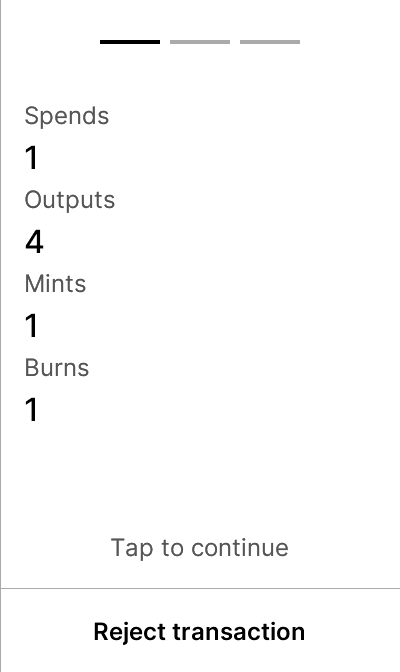 Spends
1
Outputs
4
Mints
1
Burns
1
Tap to continue
Reject transaction